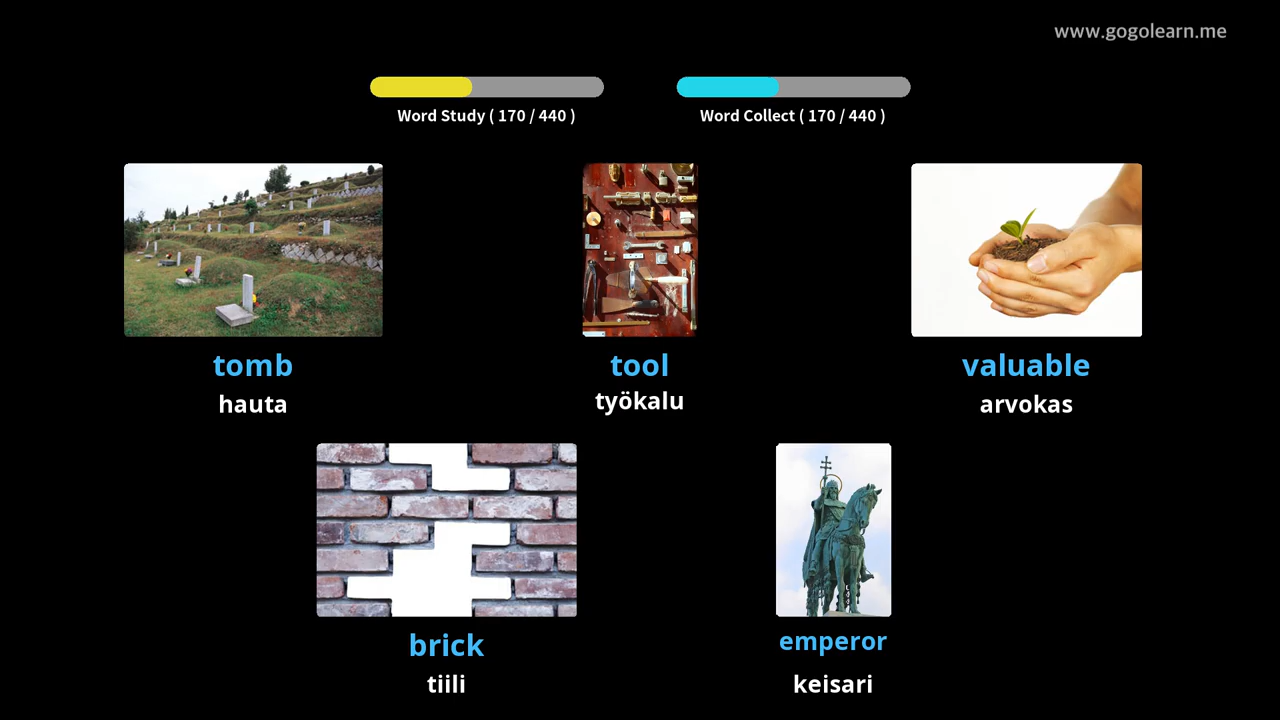 www.gogolearn.me
Word Study ( 170 / 440 )
Word Collect ( 170 / 440 )
tomb
hauta
tool
työkalu
valuable
arvokas
brick
tiili
emperor
keisari